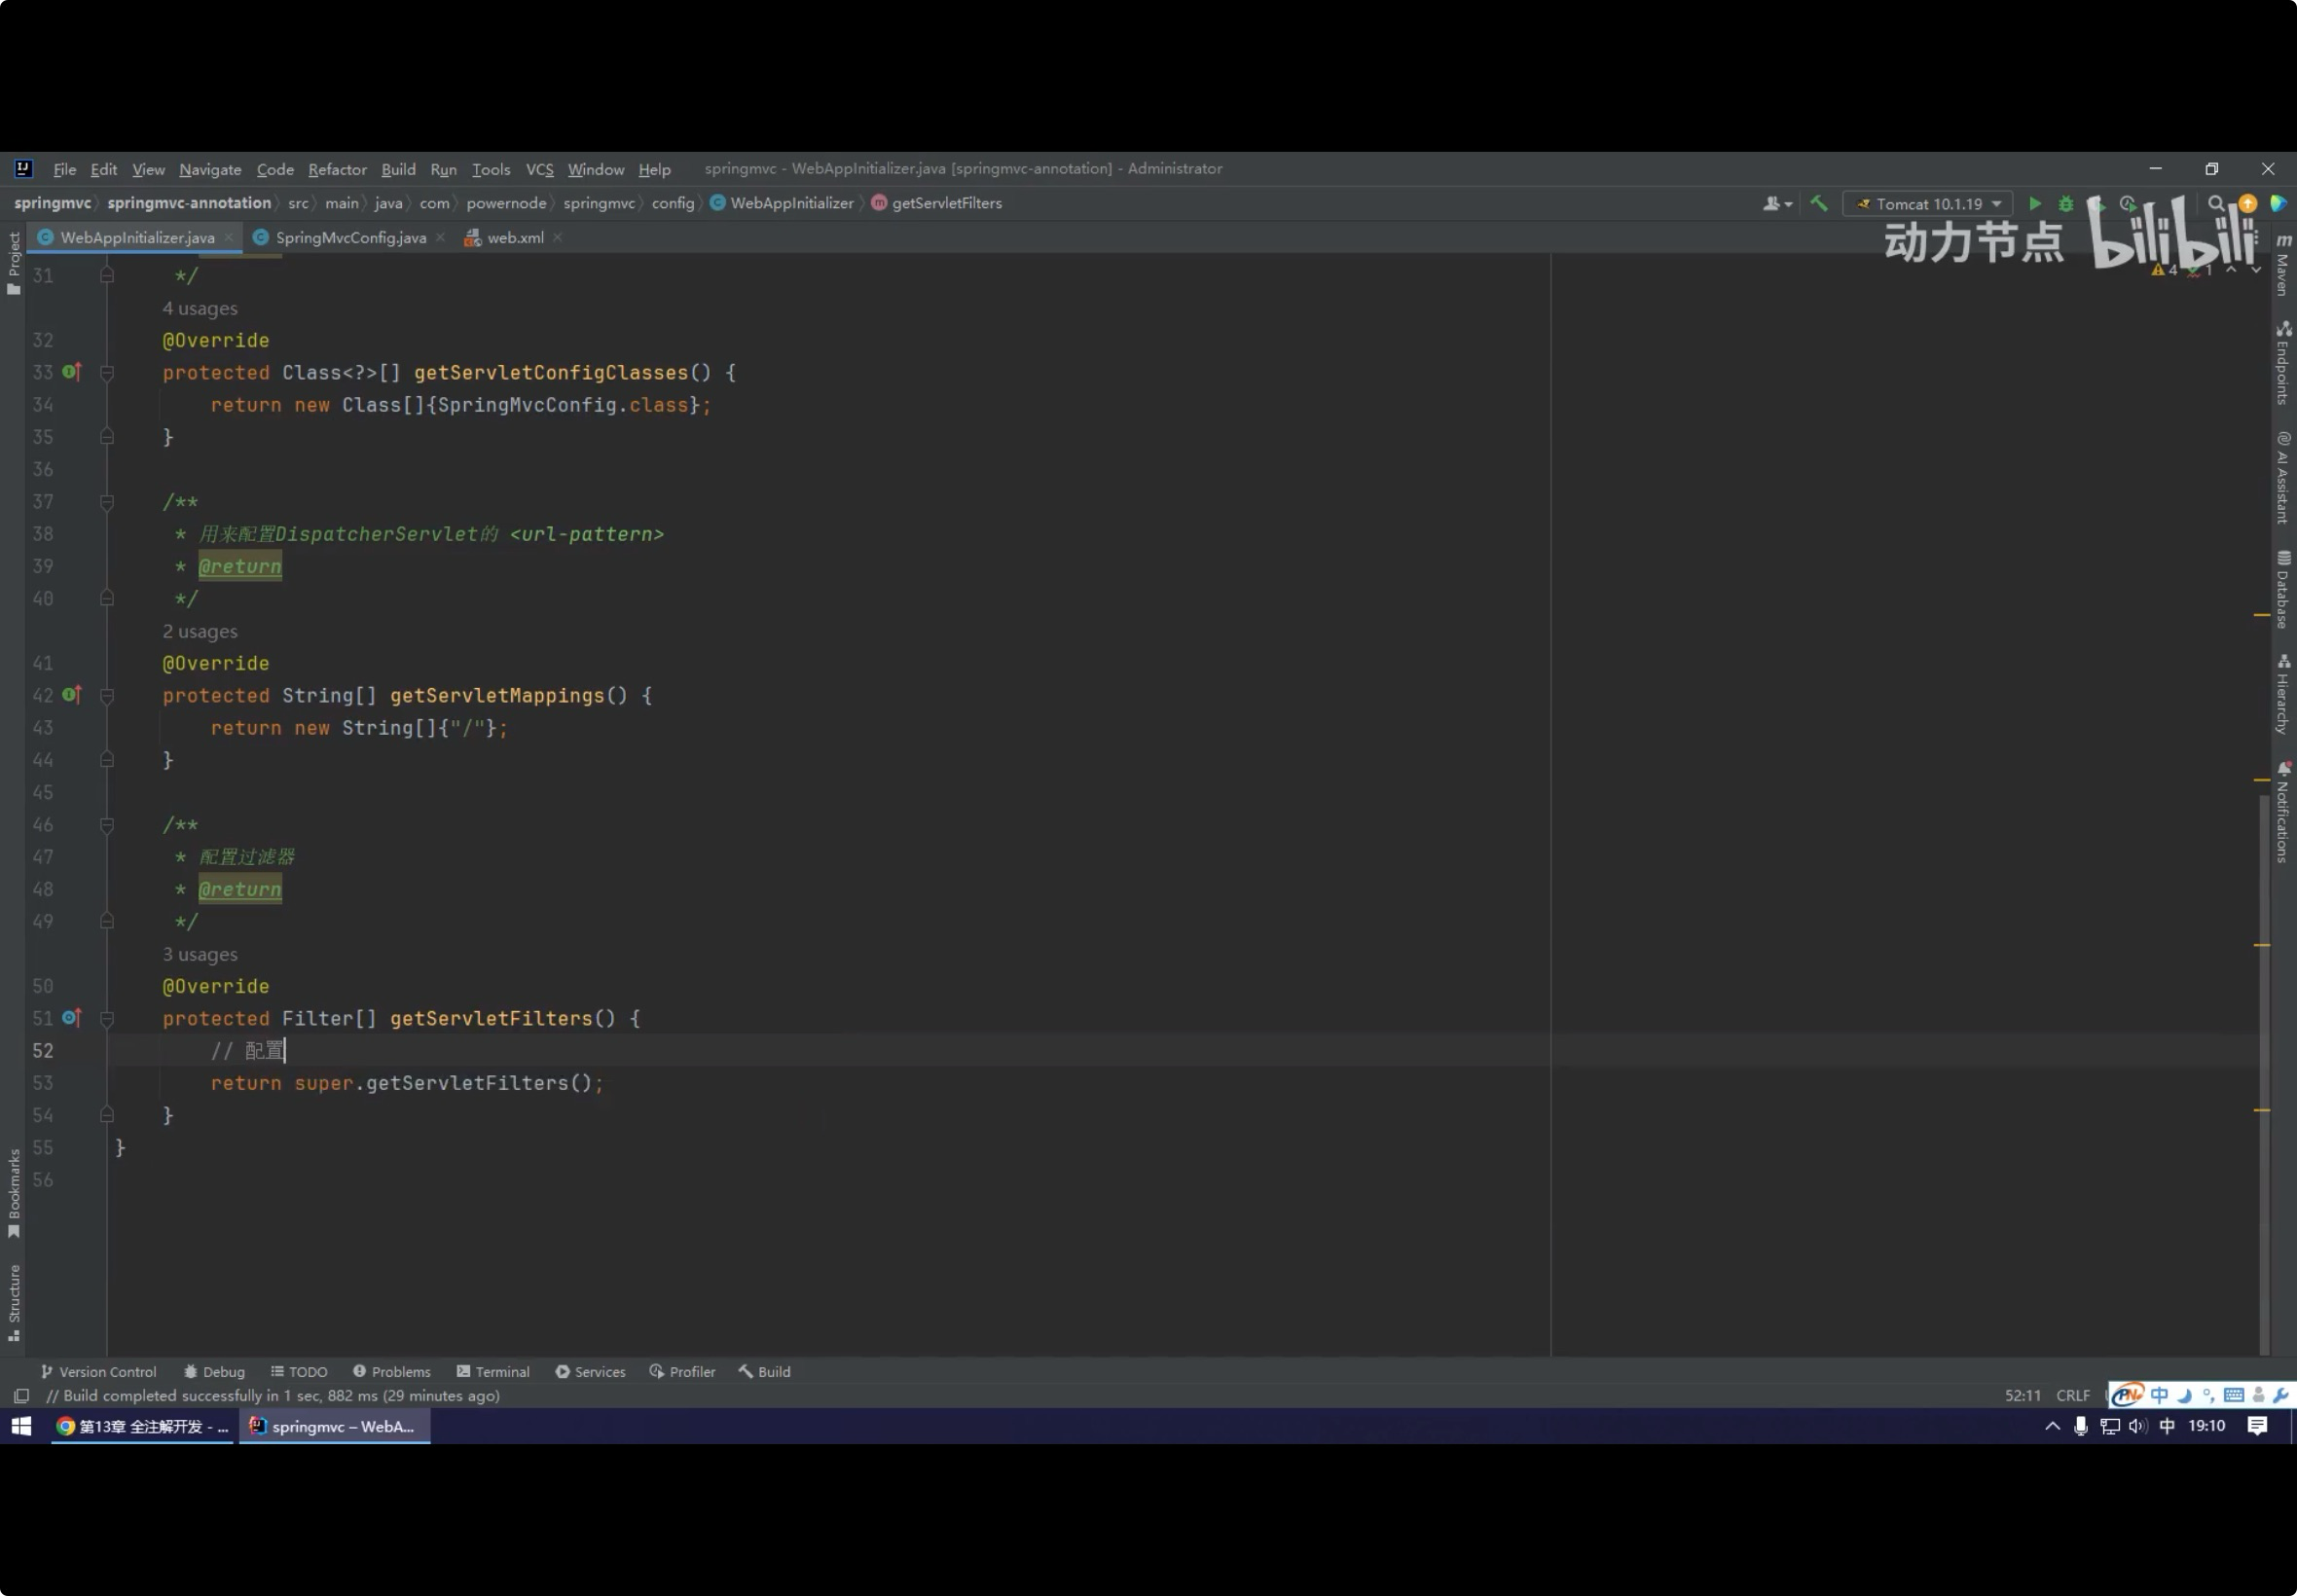 File Edit View Navigate Code Refactor Build Run Tools VCS Window Help springmvc - WebAppInitializer.java [springmvc-annotation] - Administrator
springmvc springmvc-annotation src main java com powernode springmvc config WebAppInitializer getServletFilters Tomcat 10.1.19
WebAppInitializer.java SpringMvcConfig.java web.xml
动力节点 bilibili
4 1
31 */
4 usages
32 @Override
33 protected Class<?>[] getServletConfigClasses() {
34 return new Class[]{SpringMvcConfig.class};
35 }
36
37 /**
38 * 用来配置DispatcherServlet的 <url-pattern>
39 * @return
40 */
2 usages
41 @Override
42 protected String[] getServletMappings() {
43 return new String[]{"/"};
44 }
45
46 /**
47 * 配置过滤器
48 * @return
49 */
3 usages
50 @Override
51 protected Filter[] getServletFilters() {
52 // 配置
53 return super.getServletFilters();
54 }
55 }
56
Project
Bookmarks
Structure
Maven
Endpoints
AI Assistant
Database
Hierarchy
Notifications
Version Control Debug TODO Problems Terminal Services Profiler Build
// Build completed successfully in 1 sec, 882 ms (29 minutes ago) 52:11 CRLF 中
第13章 全注解开发 - ... springmvc – WebA... 中 19:10